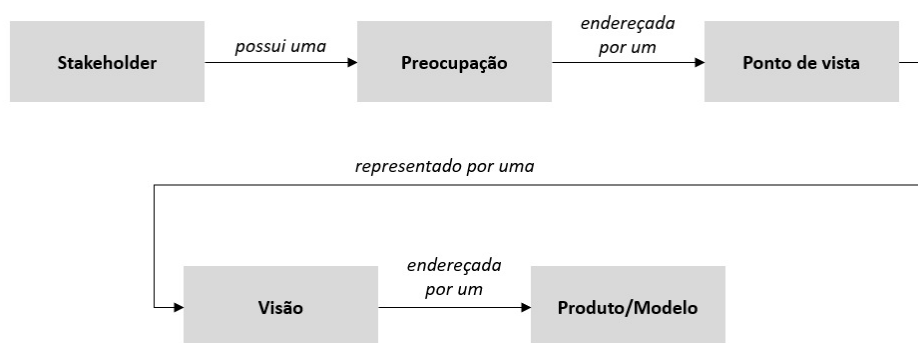 Stakeholder
possui uma
Preocupação
endereçada
por um
Ponto de vista
representado por uma
Visão
endereçada
por um
Produto/Modelo